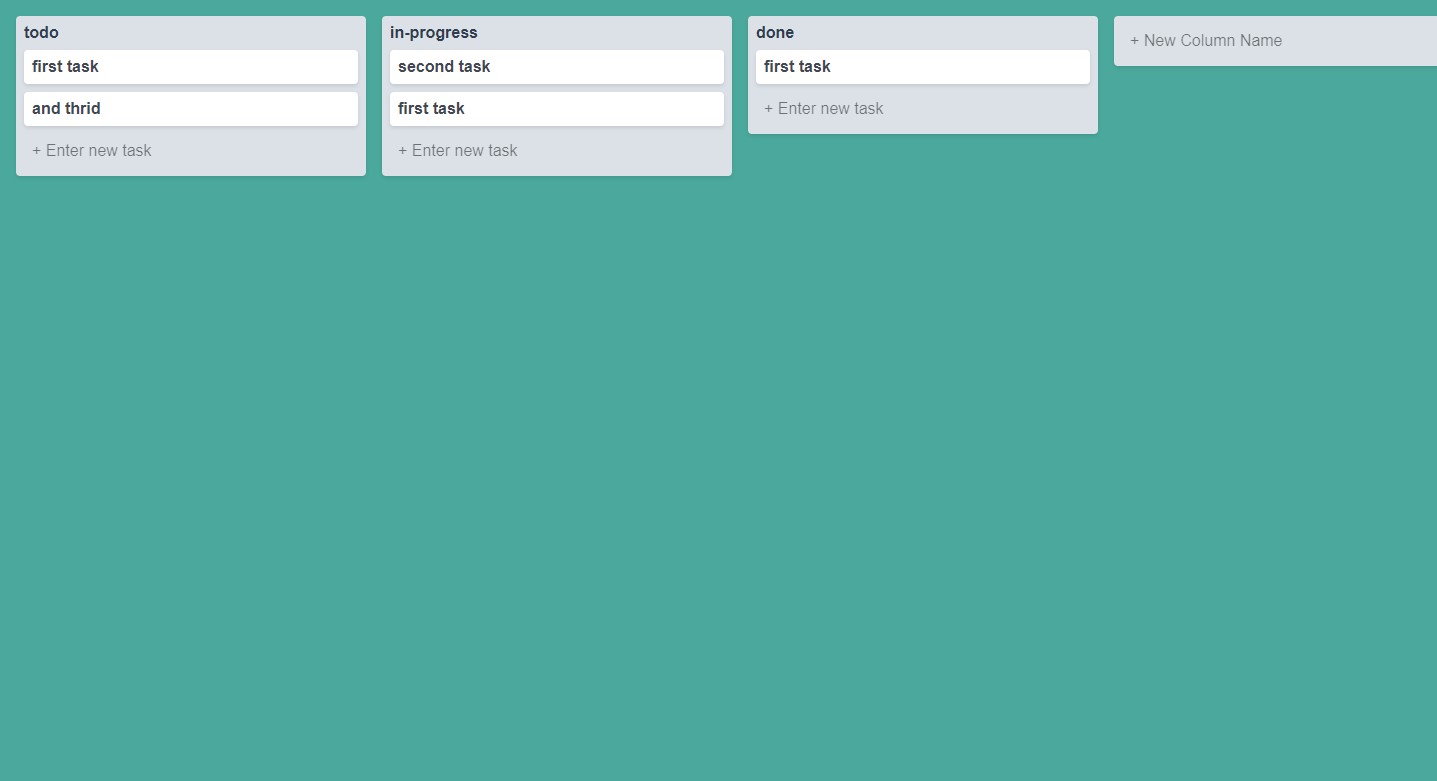 todo
first task
and thrid
+ Enter new task
in-progress
second task
first task
+ Enter new task
done
first task
+ Enter new task
+ New Column Name